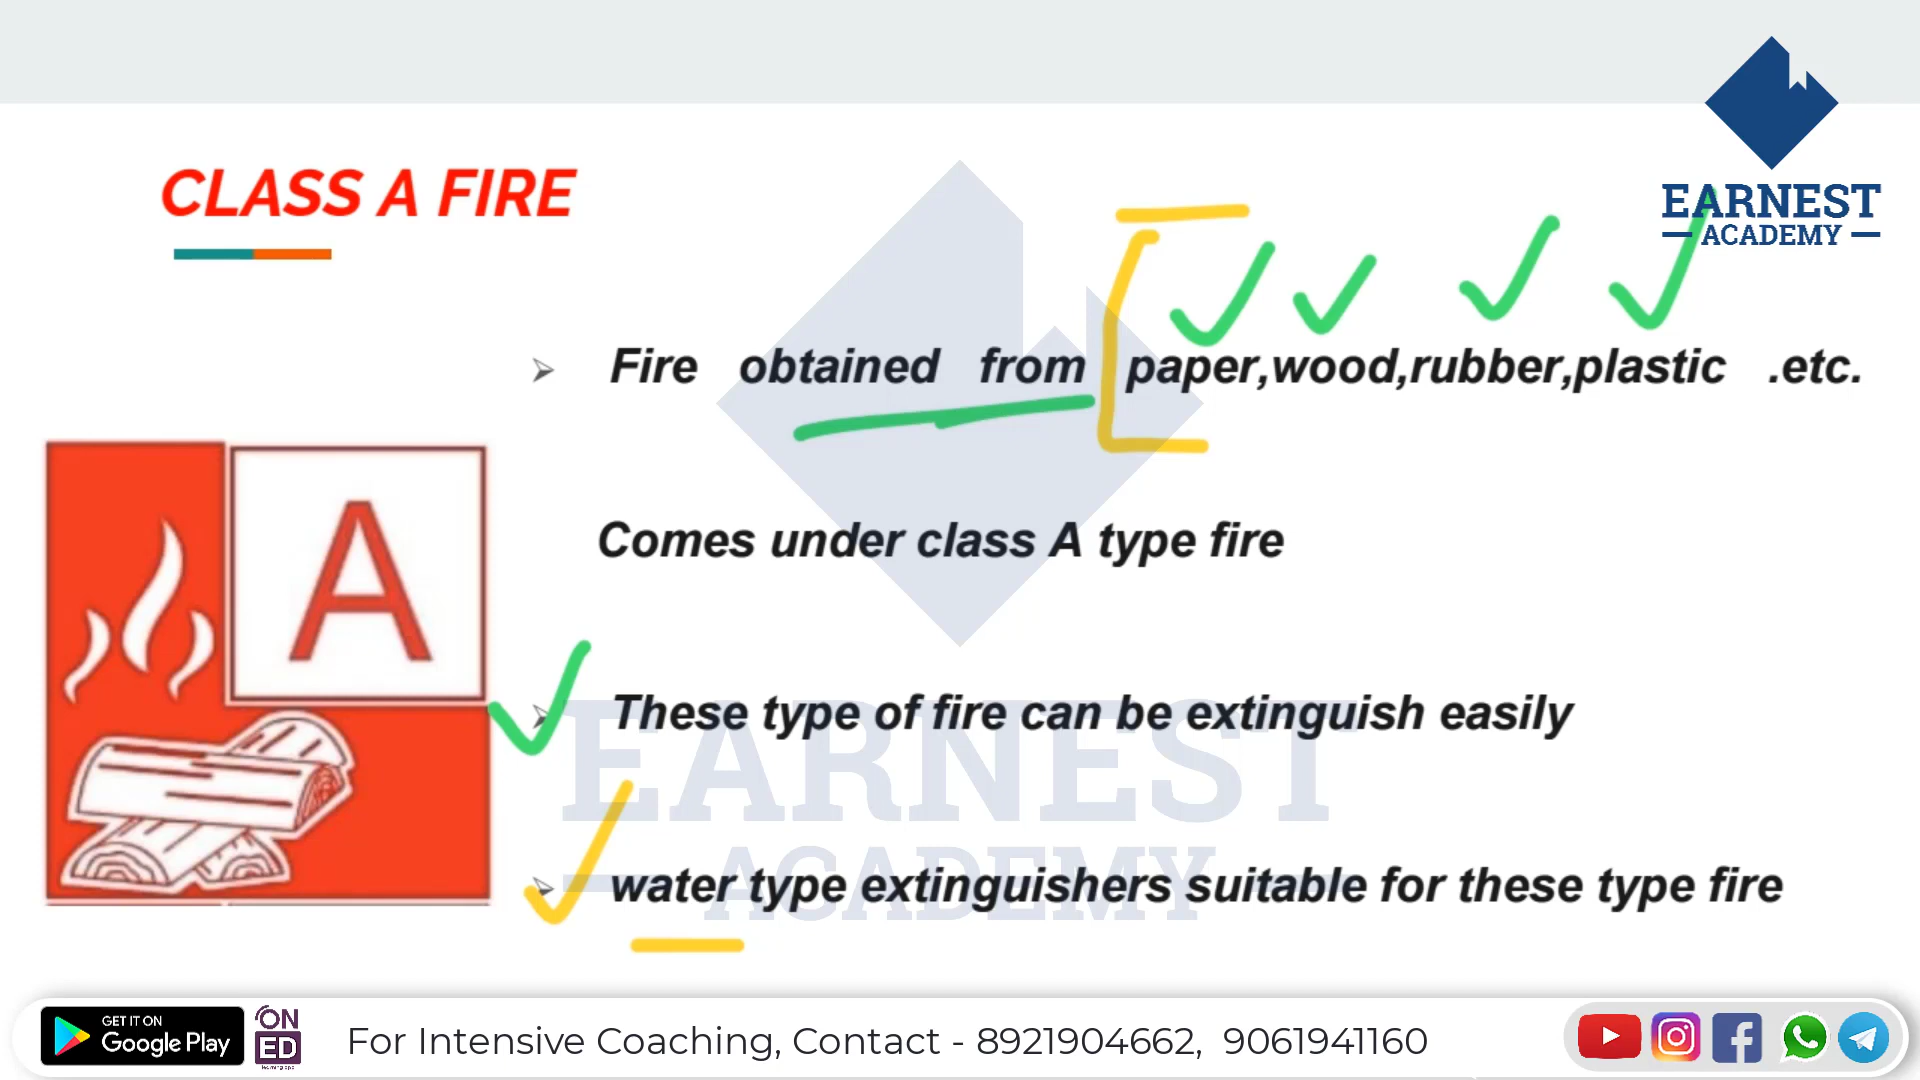 EARNEST
ACADEMY
CLASS A FIRE
➢ Fire obtained from paper,wood,rubber,plastic .etc.
Comes under class A type fire
A
➢ These type of fire can be extinguish easily
➢ water type extinguishers suitable for these type fire
EARNEST
ACADEMY
GET IT ON
Google Play
ON
ED
learning app
For Intensive Coaching, Contact - 8921904662, 9061941160